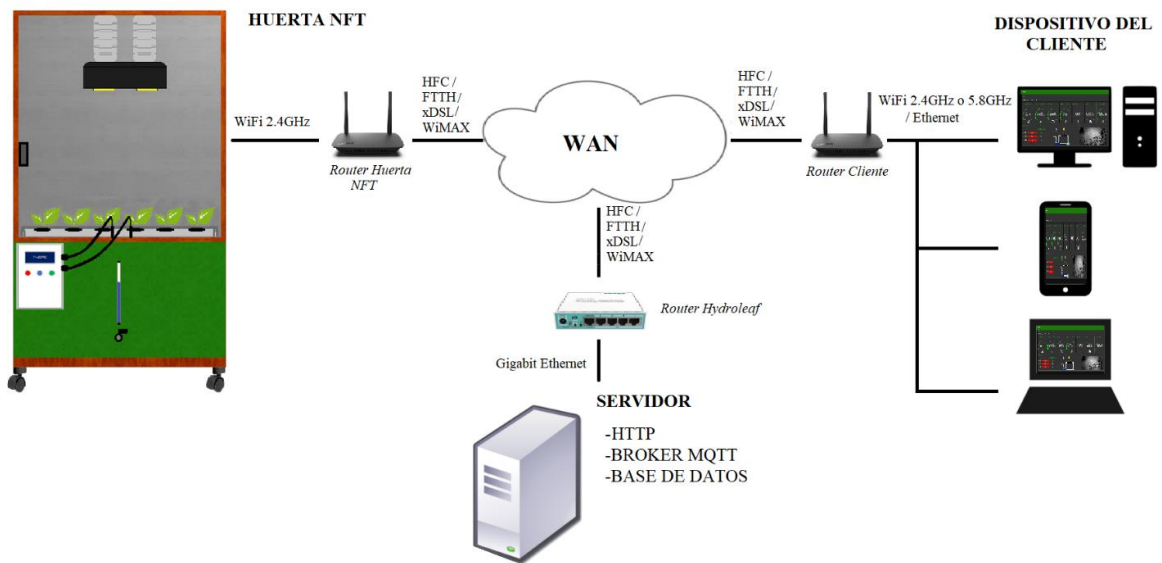 HUERTA NFT
DISPOSITIVO DEL
CLIENTE
WiFi 2.4GHz
HFC /
FTTH/
xDSL/
WiMAX
Router Huerta
NFT
WAN
HFC /
FTTH/
xDSL/
WiMAX
WiFi 2.4GHz o 5.8GHz
/ Ethernet
Router Cliente
HFC /
FTTH/
xDSL/
WiMAX
Router Hydroleaf
Gigabit Ethernet
SERVIDOR
-HTTP
-BROKER MQTT
-BASE DE DATOS